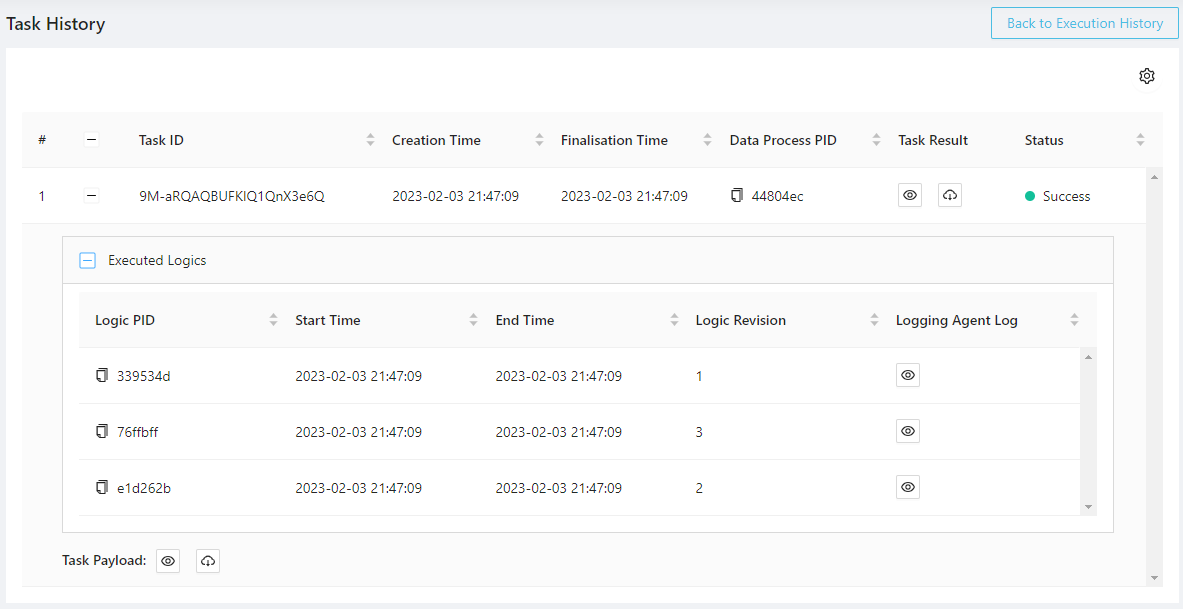 Task History
Back to Execution History
# Task ID Creation Time Finalisation Time Data Process PID Task Result Status
1 9M-aRQAQBUFKlQ1QnX3e6Q 2023-02-03 21:47:09 2023-02-03 21:47:09 44804ec Success
Executed Logics
Logic PID Start Time End Time Logic Revision Logging Agent Log
339534d 2023-02-03 21:47:09 2023-02-03 21:47:09 1
76ffbff 2023-02-03 21:47:09 2023-02-03 21:47:09 3
e1d262b 2023-02-03 21:47:09 2023-02-03 21:47:09 2
Task Payload: